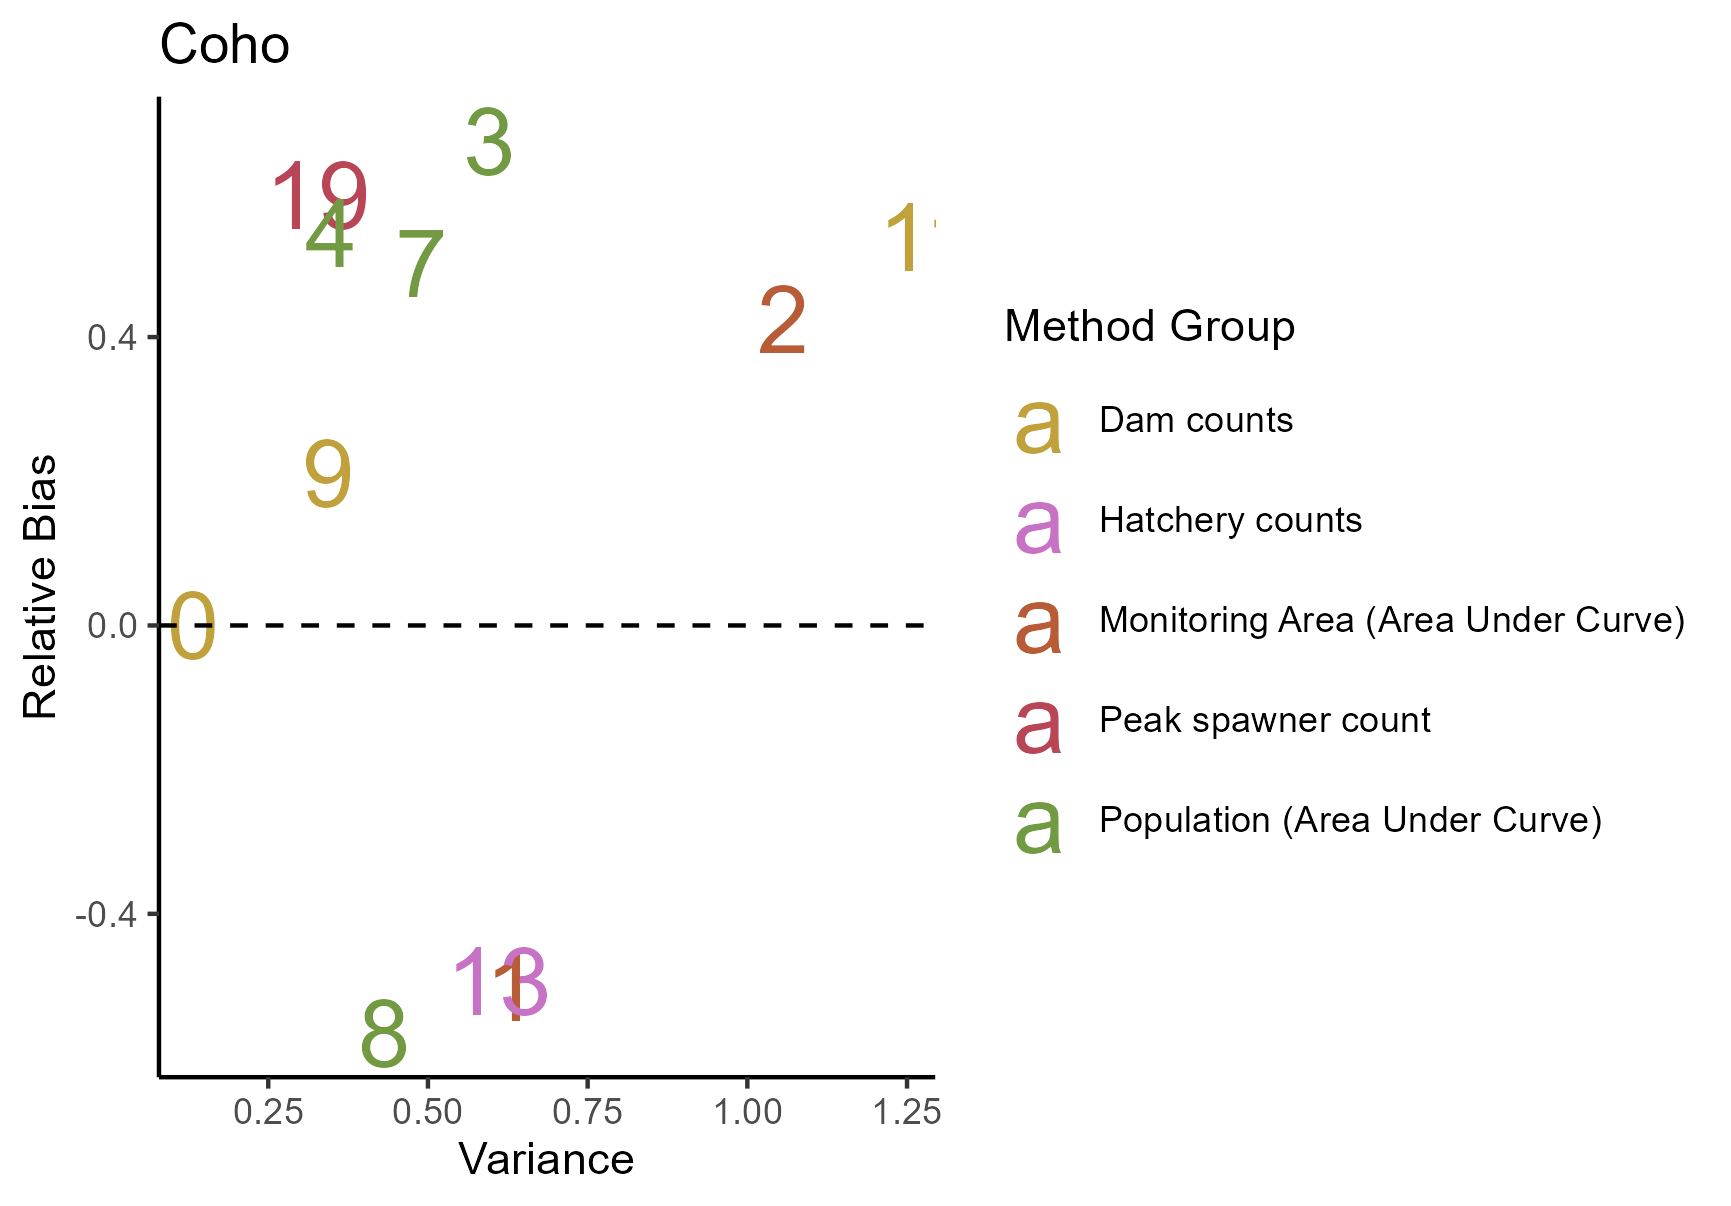 Coho
3
19
4
7
1
2
0.4
9
Relative Bias
0.0
0
-0.4
13
1
8
0.25 0.50 0.75 1.00 1.25
Variance
Method Group
a Dam counts
a Hatchery counts
a Monitoring Area (Area Under Curve)
a Peak spawner count
a Population (Area Under Curve)